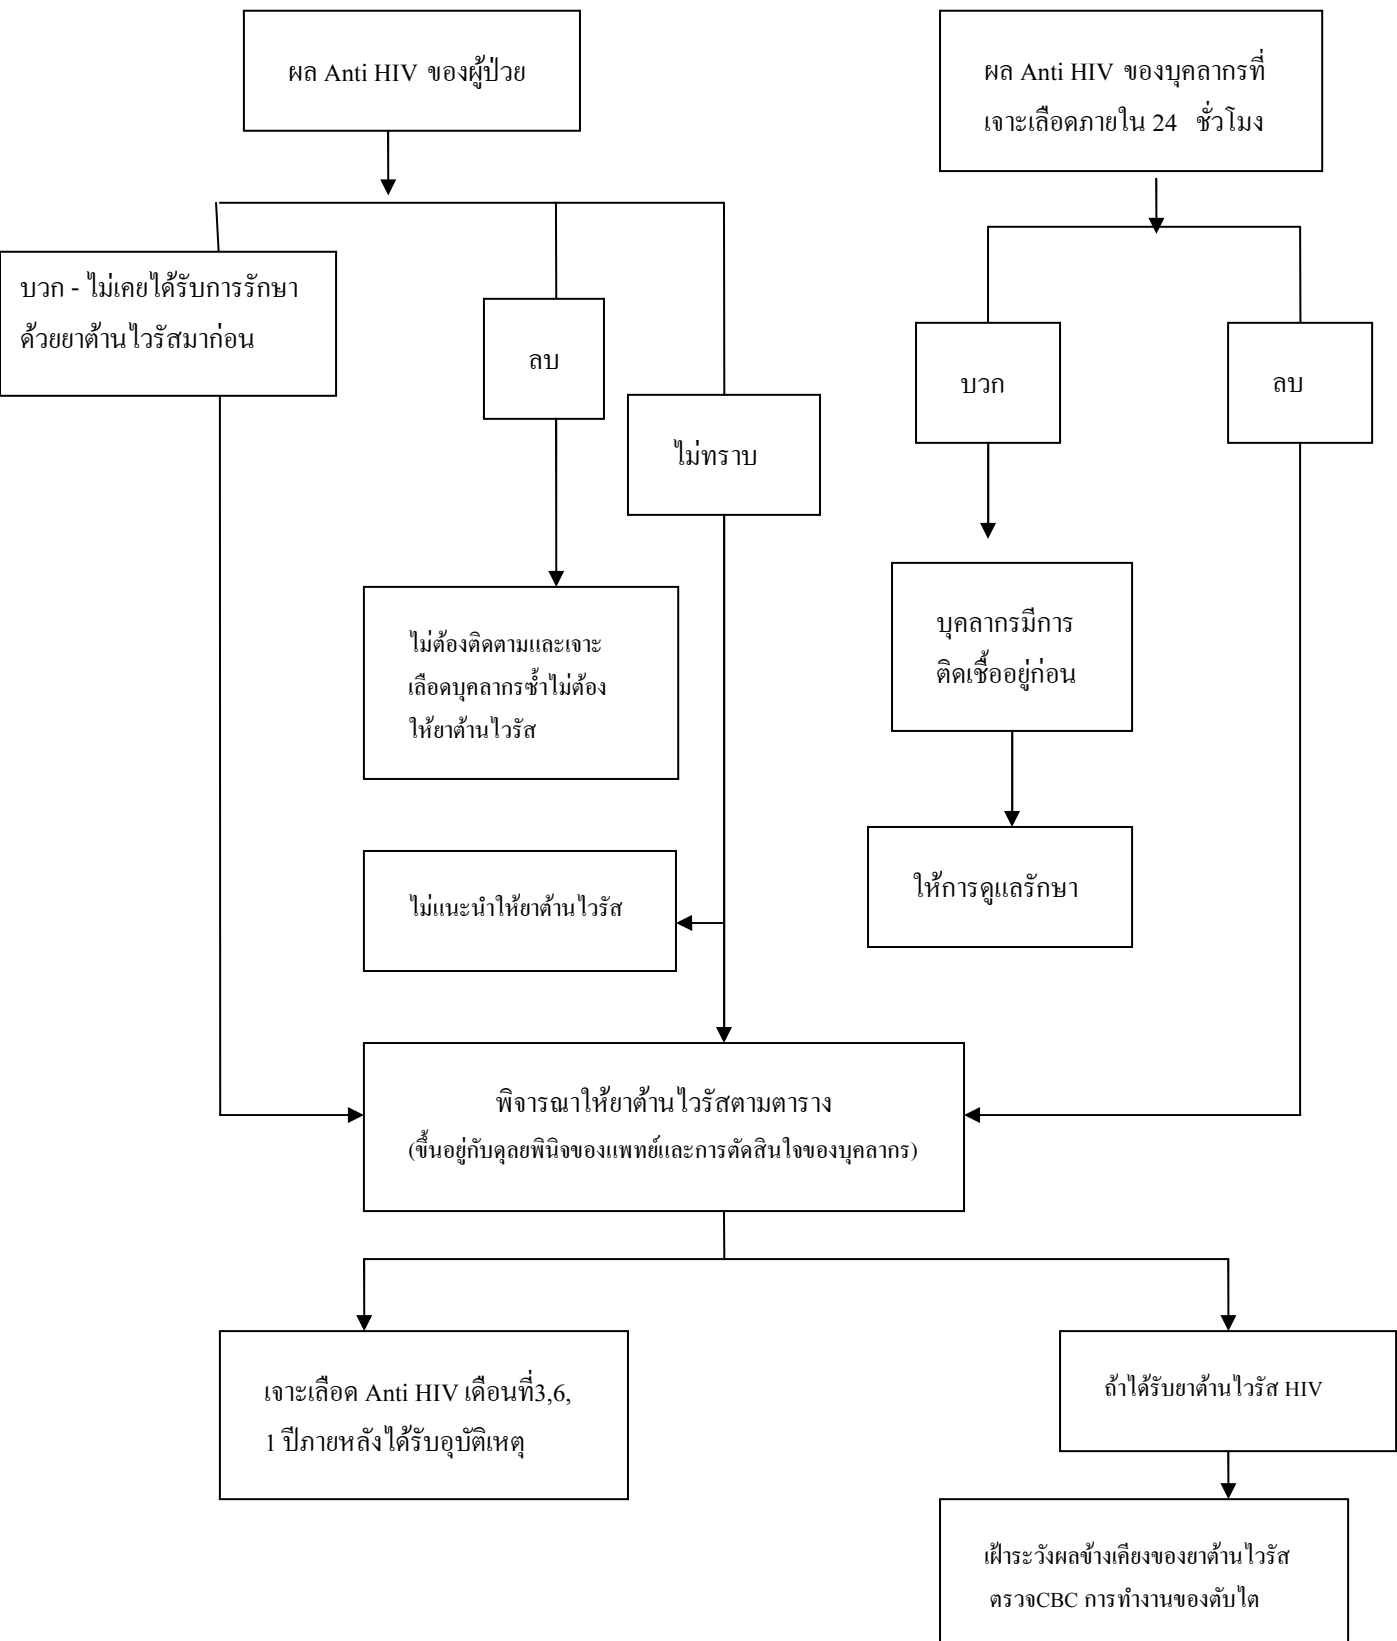 ผล Anti HIV ของผู้ป่วย
ผล Anti HIV ของบุคลากรที่
เจาะเลือดภายใน 24 ชั่วโมง
บวก - ไม่เคยได้รับการรักษา
ด้วยยาต้านไวรัสมาก่อน
ลบ
ไม่ทราบ
บวก
ลบ
ไม่ต้องติดตามและเจาะ
เลือดบุคลากรซ้ำไม่ต้อง
ให้ยาต้านไวรัส
บุคลากรมีการ
ติดเชื้ออยู่ก่อน
ไม่แนะนำให้ยาต้านไวรัส
ให้การดูแลรักษา
พิจารณาให้ยาต้านไวรัสตามตาราง
(ขึ้นอยู่กับดุลยพินิจของแพทย์และการตัดสินใจของบุคลากร)
เจาะเลือด Anti HIV เดือนที่3,6,
1 ปีภายหลังได้รับอุบัติเหตุ
ถ้าได้รับยาต้านไวรัส HIV
เฝ้าระวังผลข้างเคียงของยาต้านไวรัส
ตรวจCBC การทำงานของตับไต